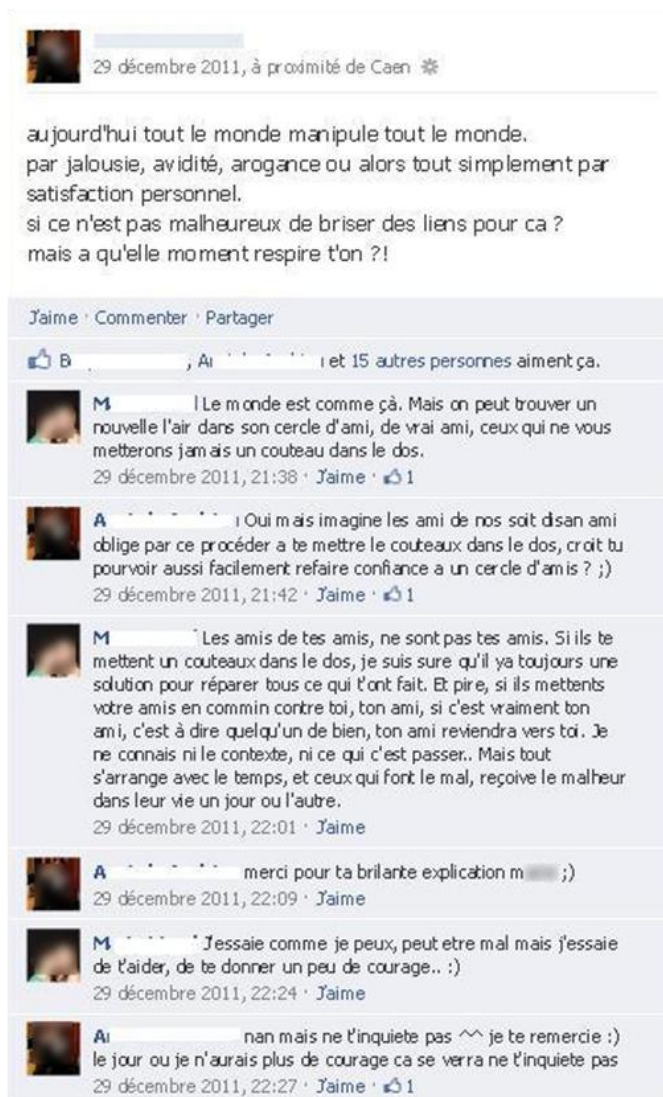 29 décembre 2011, à proximité de Caen
aujourd'hui tout le monde manipule tout le monde.
par jalousie, avidité, arogance ou alors tout simplement par
satisfaction personnel.
si ce n'est pas malheureux de briser des liens pour ca ?
mais a qu'elle moment respire t'on ?!
J'aime · Commenter · Partager
B , A et 15 autres personnes aiment ça.
M Le monde est comme çà. Mais on peut trouver un
nouvelle l'air dans son cercle d'ami, de vrai ami, ceux qui ne vous
metterons jamais un couteau dans le dos.
29 décembre 2011, 21:38 · J'aime · 1
A Oui mais imagine les ami de nos soit disan ami
oblige par ce procéder a te mettre le couteaux dans le dos, croit tu
pourvoir aussi facilement refaire confiance a un cercle d'amis ? ;)
29 décembre 2011, 21:42 · J'aime · 1
M Les amis de tes amis, ne sont pas tes amis. Si ils te
mettent un couteaux dans le dos, je suis sure qu'il ya toujours une
solution pour réparer tous ce qui t'ont fait. Et pire, si ils mettents
votre amis en commin contre toi, ton ami, si c'est vraiment ton
ami, c'est à dire quelqu'un de bien, ton ami reviendra vers toi. Je
ne connais ni le contexte, ni ce qui c'est passer.. Mais tout
s'arrange avec le temps, et ceux qui font le mal, reçoive le malheur
dans leur vie un jour ou l'autre.
29 décembre 2011, 22:01 · J'aime
A merci pour ta brilante explication m ;)
29 décembre 2011, 22:09 · J'aime
M J'essaie comme je peux, peut etre mal mais j'essaie
de t'aider, de te donner un peu de courage.. :)
29 décembre 2011, 22:24 · J'aime
A nan mais ne t'inquiete pas ^^ je te remercie :)
le jour ou je n'aurais plus de courage ca se verra ne t'inquiete pas
29 décembre 2011, 22:27 · J'aime · 1